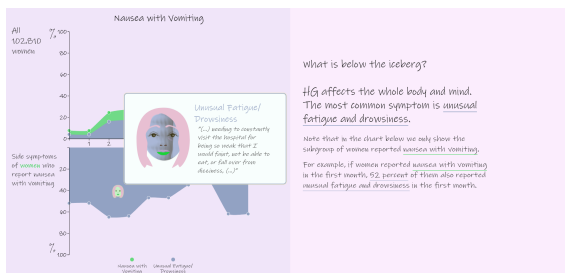 Nausea with Vomiting
All
102,810
women
%
100
80
60
40
20
0
1
2
Unusual Fatigue/
Drowsiness
"(...) needing to constantly
visit the hospital for
being so weak that I
would faint, not be able to
eat, or fall over from
dizziness, (...)"
Side symptoms
of women who
report nausea
with vomiting
20
40
60
80
%
100
Nausea with
Vomiting
Unusual Fatigue/
Drowsiness
What is below the iceberg?
HG affects the whole body and mind.
The most common symptom is unusual
fatigue and drowsiness.
Note that in the chart below we only show the
subgroup of women reported nausea with vomiting.
For example, if women reported nausea with vomiting
in the first month, 52 percent of them also reported
unusual fatigue and drowsiness in the first month.